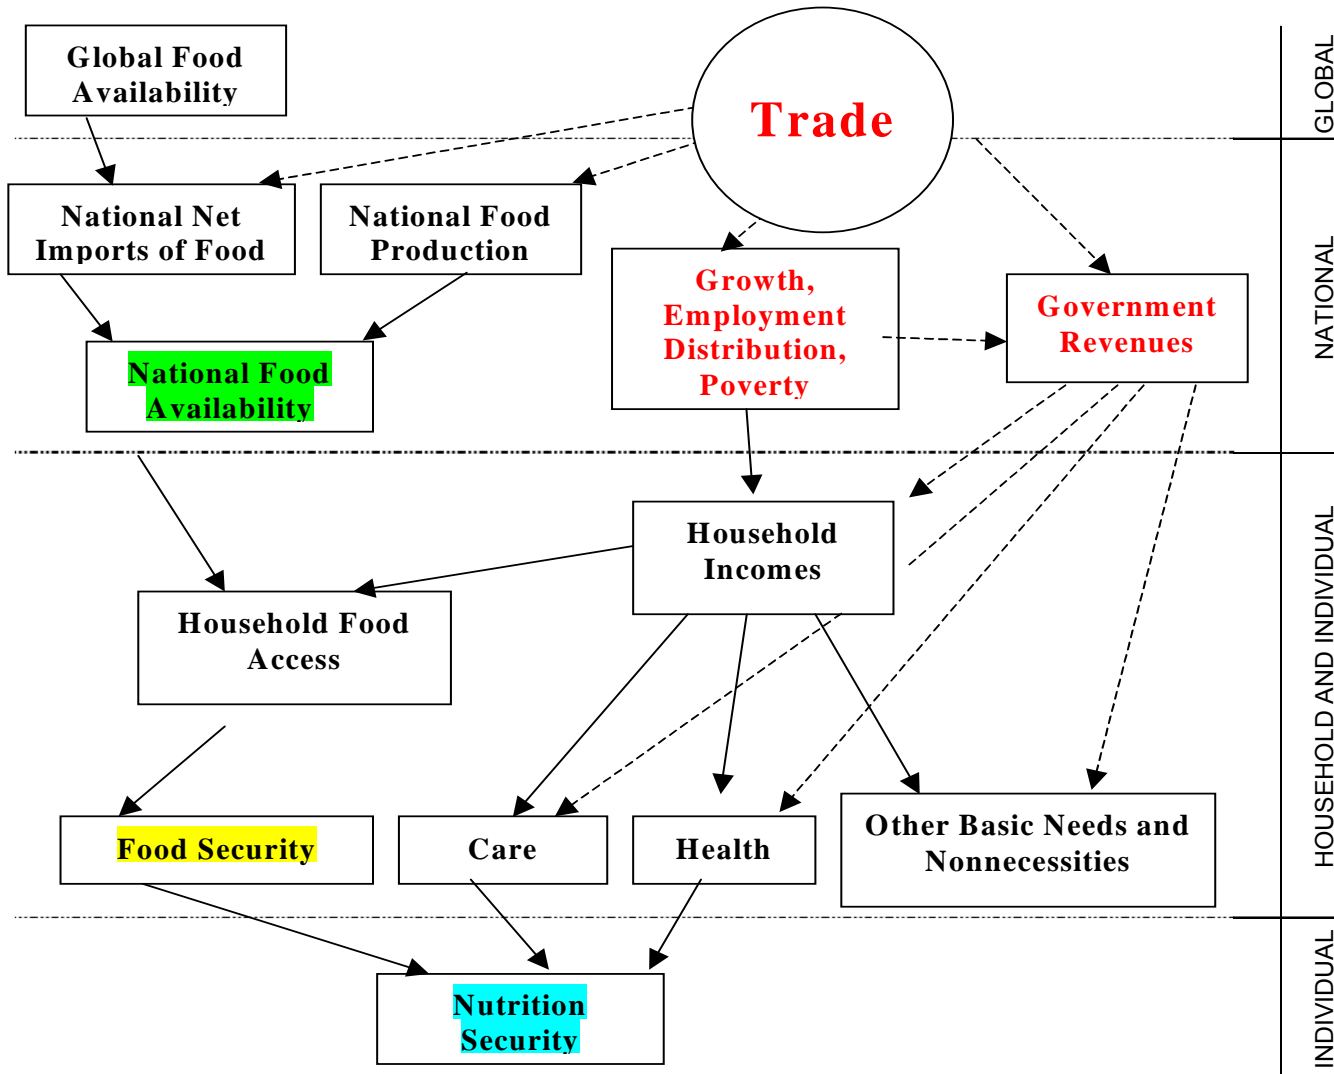 Global Food
Availability
Trade
GLOBAL
National Net
Imports of Food
National Food
Production
Growth,
Employment
Distribution,
Poverty
Government
Revenues
NATIONAL
National Food
Availability
Household
Incomes
Household Food
Access
HOUSEHOLD AND INDIVIDUAL
Food Security
Care
Health
Other Basic Needs and
Nonnecessities
Nutrition
Security
INDIVIDUAL